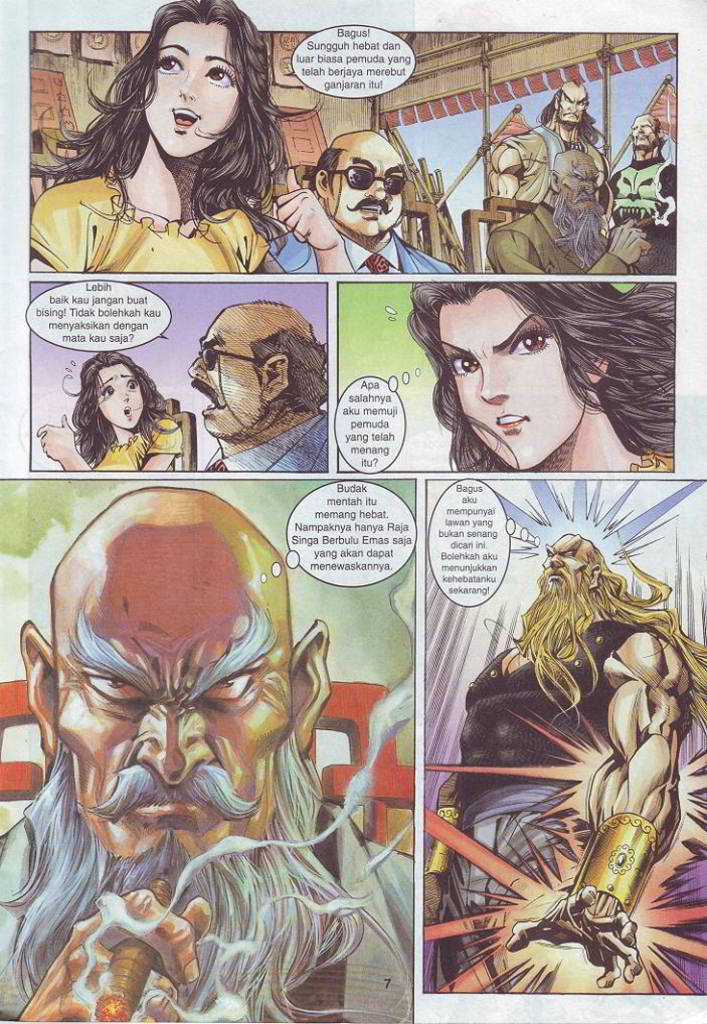 Bagus!
Sungguh hebat dan
luar biasa pemuda yang
telah berjaya merebut
ganjaran itu!
Lebih
baik kau jangan buat
bising! Tidak bolehkah kau
menyaksikan dengan
mata kau saja?
Apa
salahnya
aku memuji
pemuda
yang telah
menang
itu?
Budak
mentah itu
memang hebat.
Nampaknya hanya Raja
Singa Berbulu Emas saja
yang akan dapat
menewaskannya.
Bagus
aku
mempunyai
lawan yang
bukan senang
dicari ini.
Bolehkah aku
menunjukkan
kehebatanku
sekarang!
7